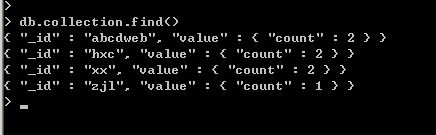 >
> db.collection.find()
{ "_id" : "abcdweb", "value" : { "count" : 2 } }
{ "_id" : "hxc", "value" : { "count" : 2 } }
{ "_id" : "xx", "value" : { "count" : 2 } }
{ "_id" : "zjl", "value" : { "count" : 1 } }
> _